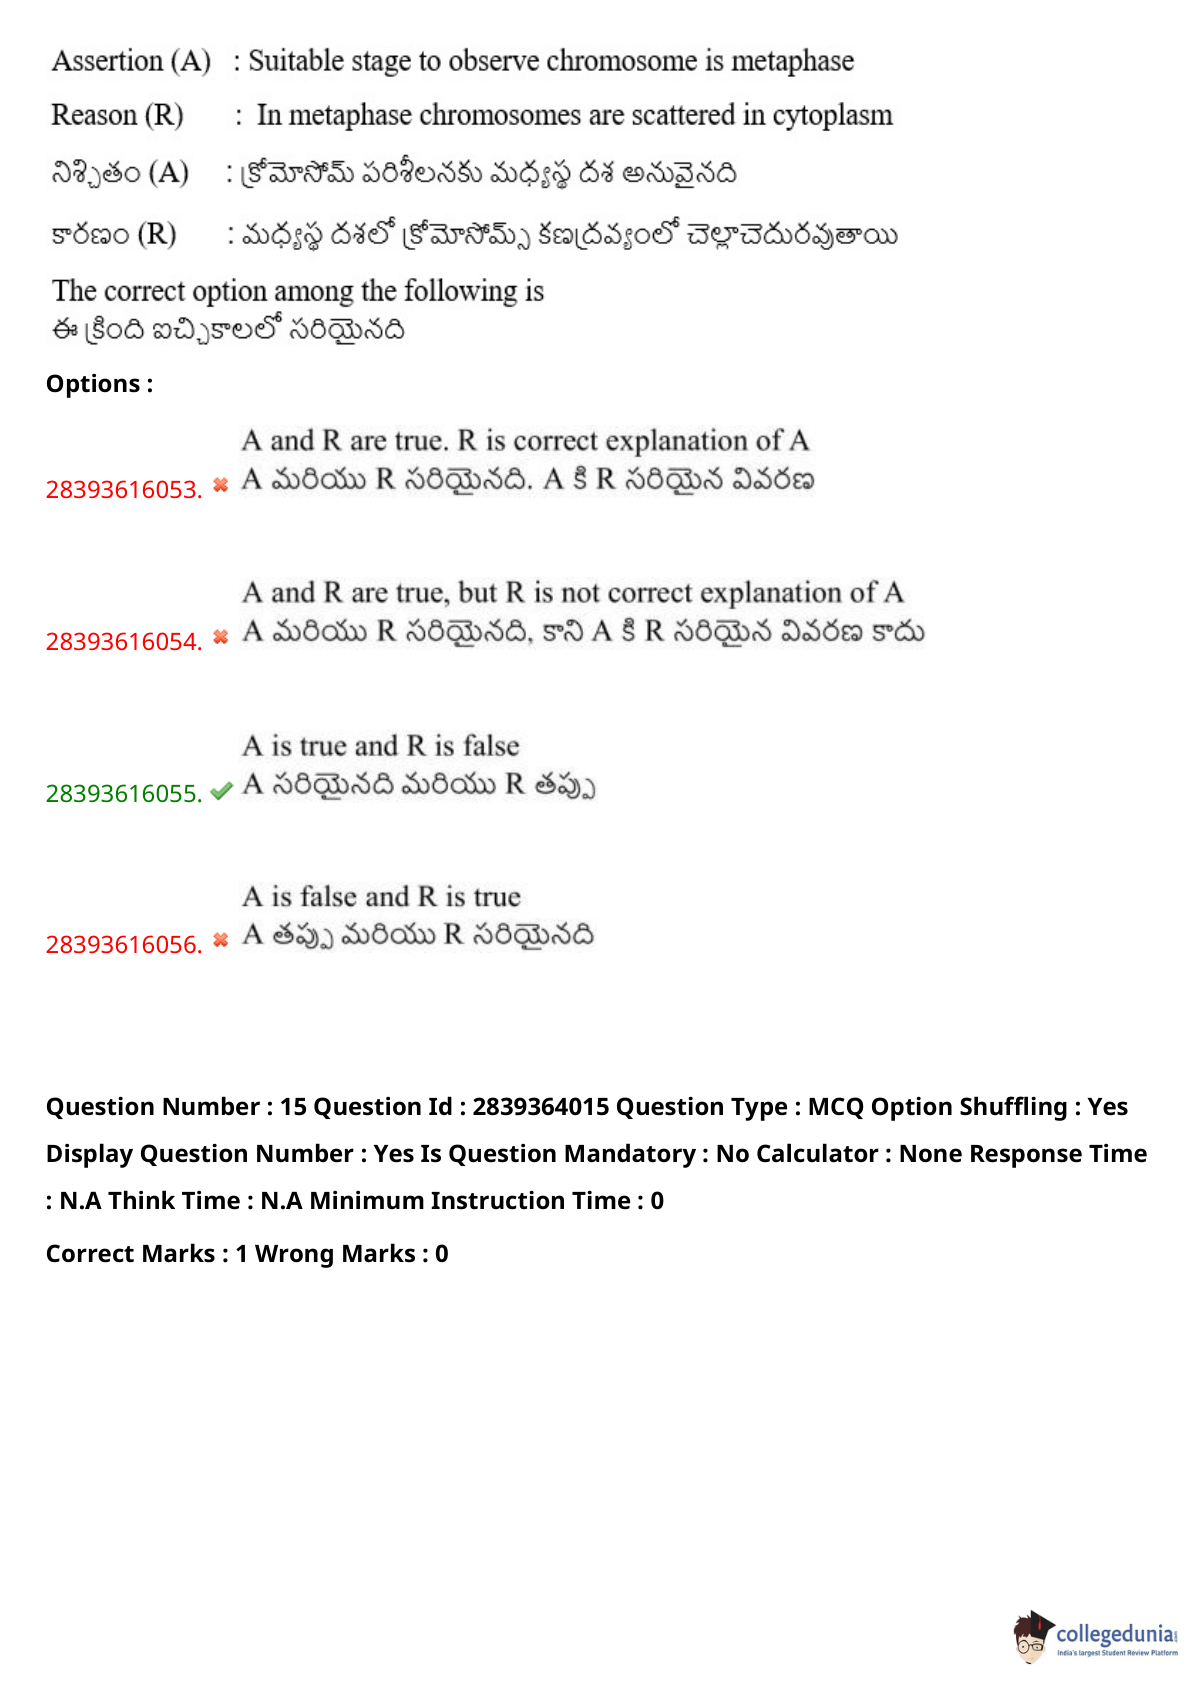 Assertion (A) : Suitable stage to observe chromosome is metaphase
Reason (R) : In metaphase chromosomes are scattered in cytoplasm
నిశ్చితం (A) : క్రోమోసోమ్ పరిశీలనకు మధ్యస్థ దశ అనువైనది
కారణం (R) : మధ్యస్థ దశలో క్రోమోసోమ్స్ కణద్రవ్యంలో చెల్లాచెదురవుతాయి
The correct option among the following is
ఈ క్రింది ఐచ్చికాలలో సరియైనది
Options :
A and R are true. R is correct explanation of A
28393616053. A మరియు R సరియైనది. A కి R సరియైన వివరణ
A and R are true, but R is not correct explanation of A
28393616054. A మరియు R సరియైనది, కాని A కి R సరియైన వివరణ కాదు
A is true and R is false
28393616055. A సరియైనది మరియు R తప్పు
A is false and R is true
28393616056. A తప్పు మరియు R సరియైనది
Question Number : 15 Question Id : 2839364015 Question Type : MCQ Option Shuffling : Yes
Display Question Number : Yes Is Question Mandatory : No Calculator : None Response Time
: N.A Think Time : N.A Minimum Instruction Time : 0
Correct Marks : 1 Wrong Marks : 0
collegedunia
India's largest Student Review Platform